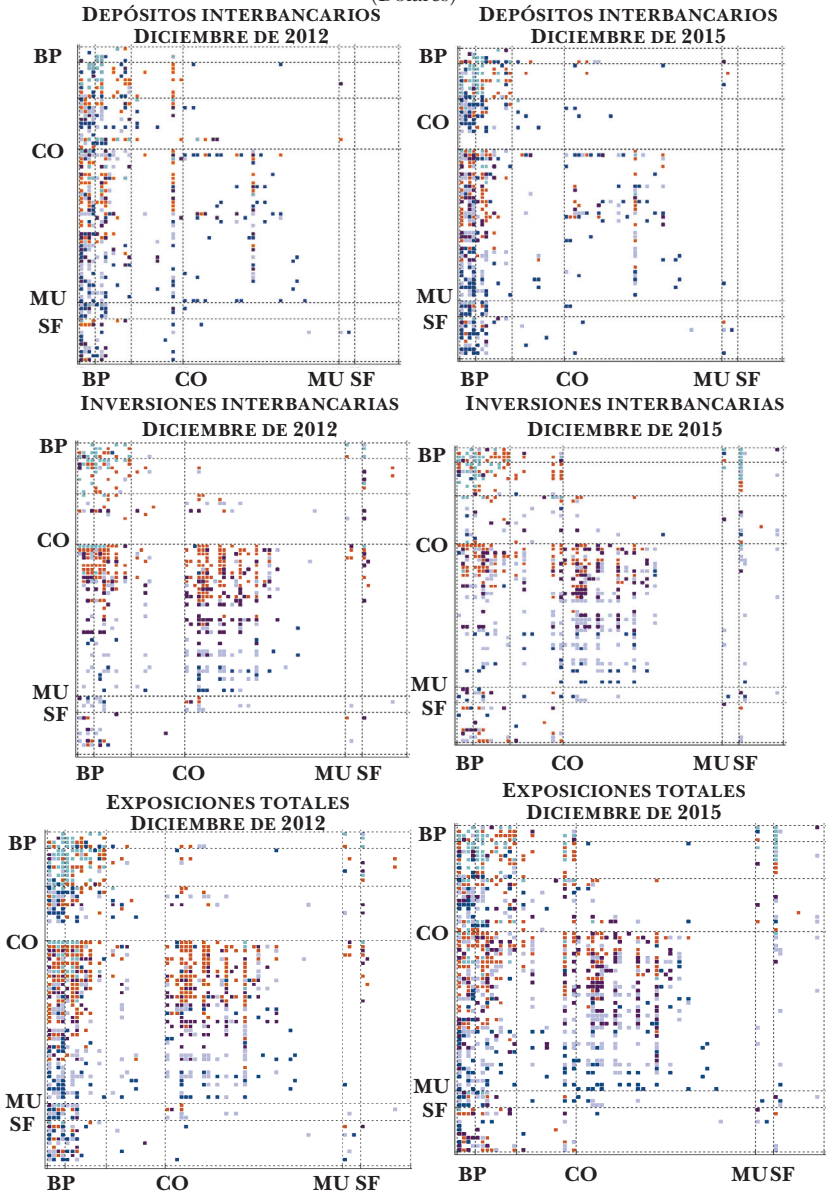 (Dólares)
DEPÓSITOS INTERBANCARIOS
DICIEMBRE DE 2012
BP
CO
MU
SF
BP CO MU SF
DEPÓSITOS INTERBANCARIOS
DICIEMBRE DE 2015
BP
CO
MU
SF
BP CO MU SF
INVERSIONES INTERBANCARIAS
DICIEMBRE DE 2012
BP
CO
MU
SF
BP CO MU SF
INVERSIONES INTERBANCARIAS
DICIEMBRE DE 2015
BP
CO
MU
SF
BP CO MU SF
EXPOSICIONES TOTALES
DICIEMBRE DE 2012
BP
CO
MU
SF
BP CO MU SF
EXPOSICIONES TOTALES
DICIEMBRE DE 2015
BP
CO
MU
SF
BP CO MU SF